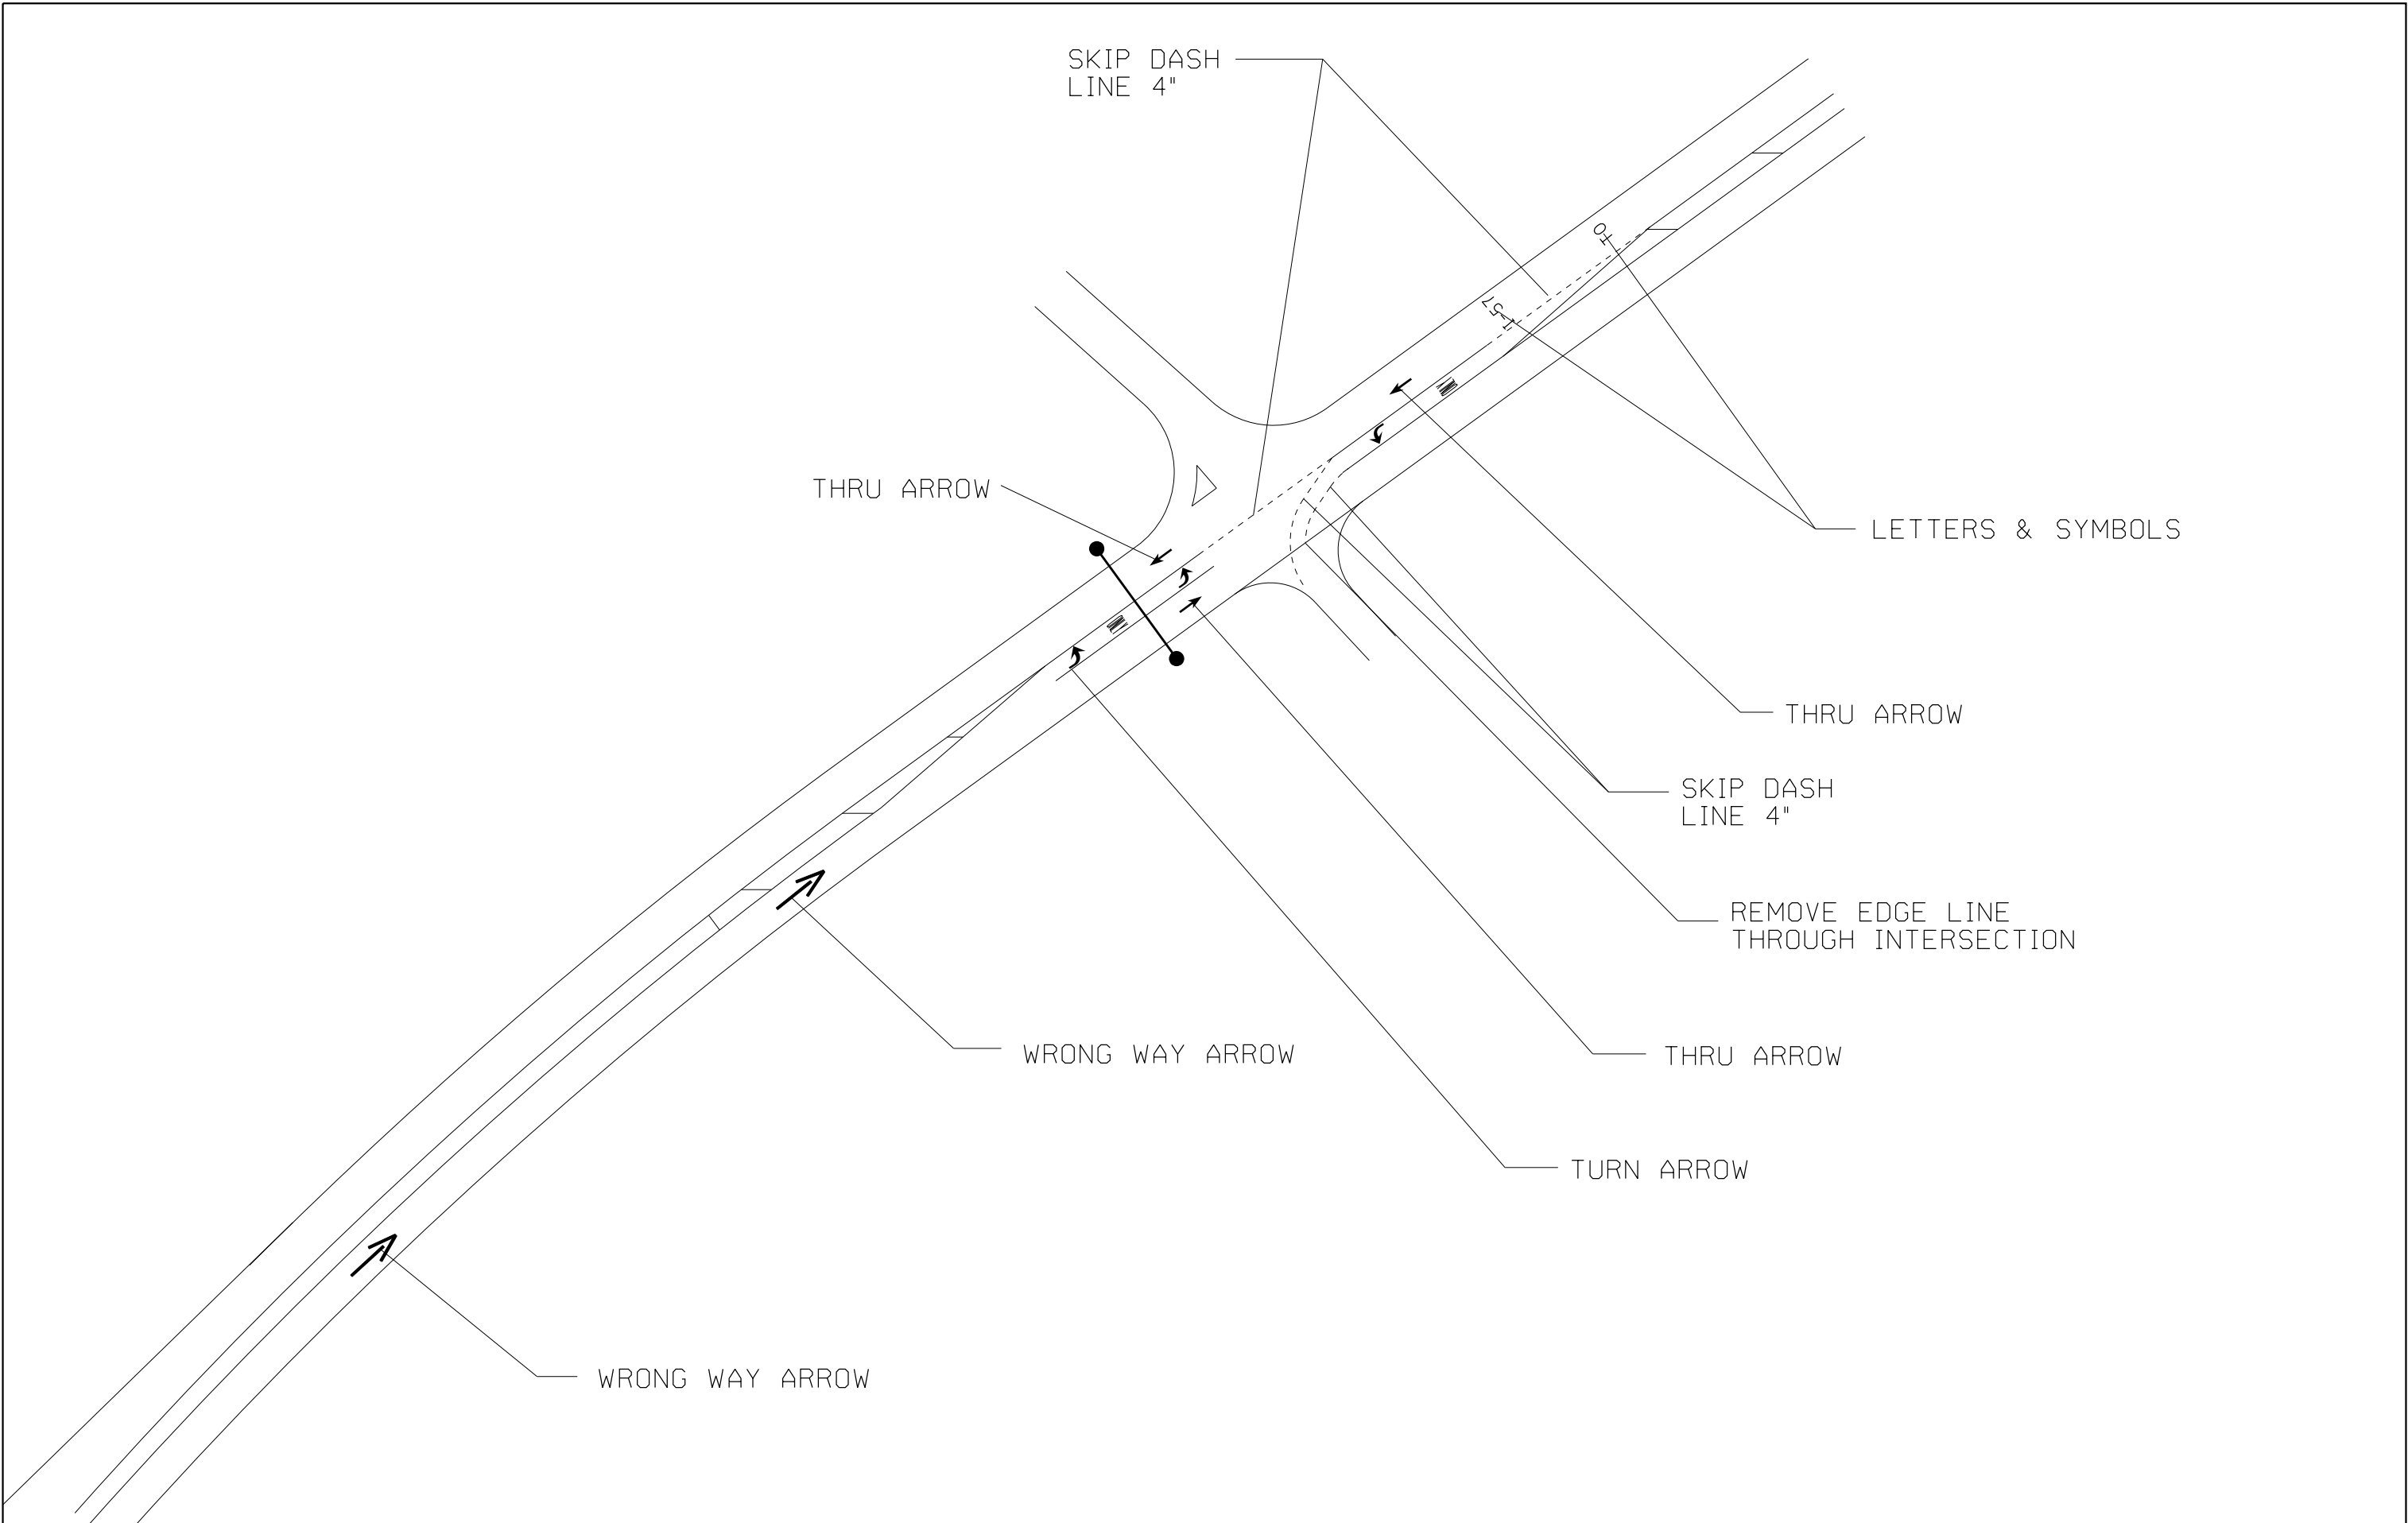 SKIP DASH
LINE 4"
TO
I-57
THRU ARROW
LETTERS & SYMBOLS
THRU ARROW
SKIP DASH
LINE 4"
REMOVE EDGE LINE
THROUGH INTERSECTION
WRONG WAY ARROW
THRU ARROW
TURN ARROW
WRONG WAY ARROW